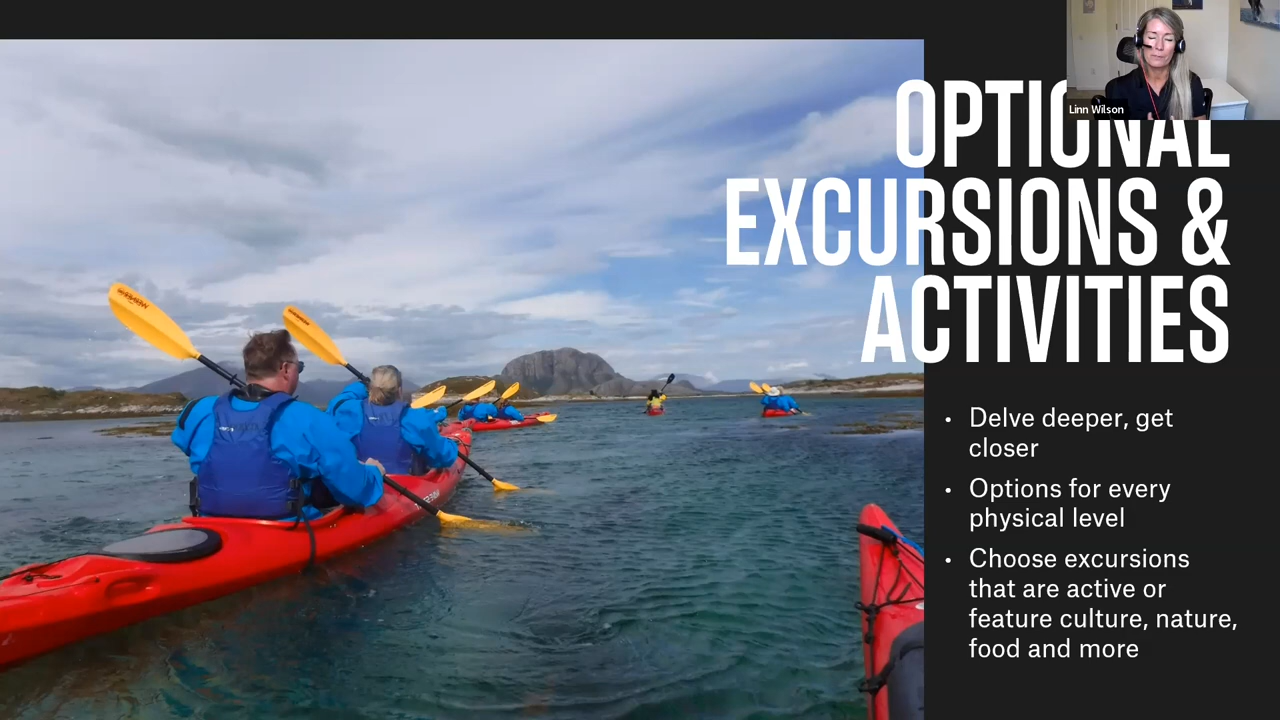 Linn Wilson
OPTIONAL
EXCURSIONS &
ACTIVITIES
• Delve deeper, get
closer
• Options for every
physical level
• Choose excursions
that are active or
feature culture, nature,
food and more